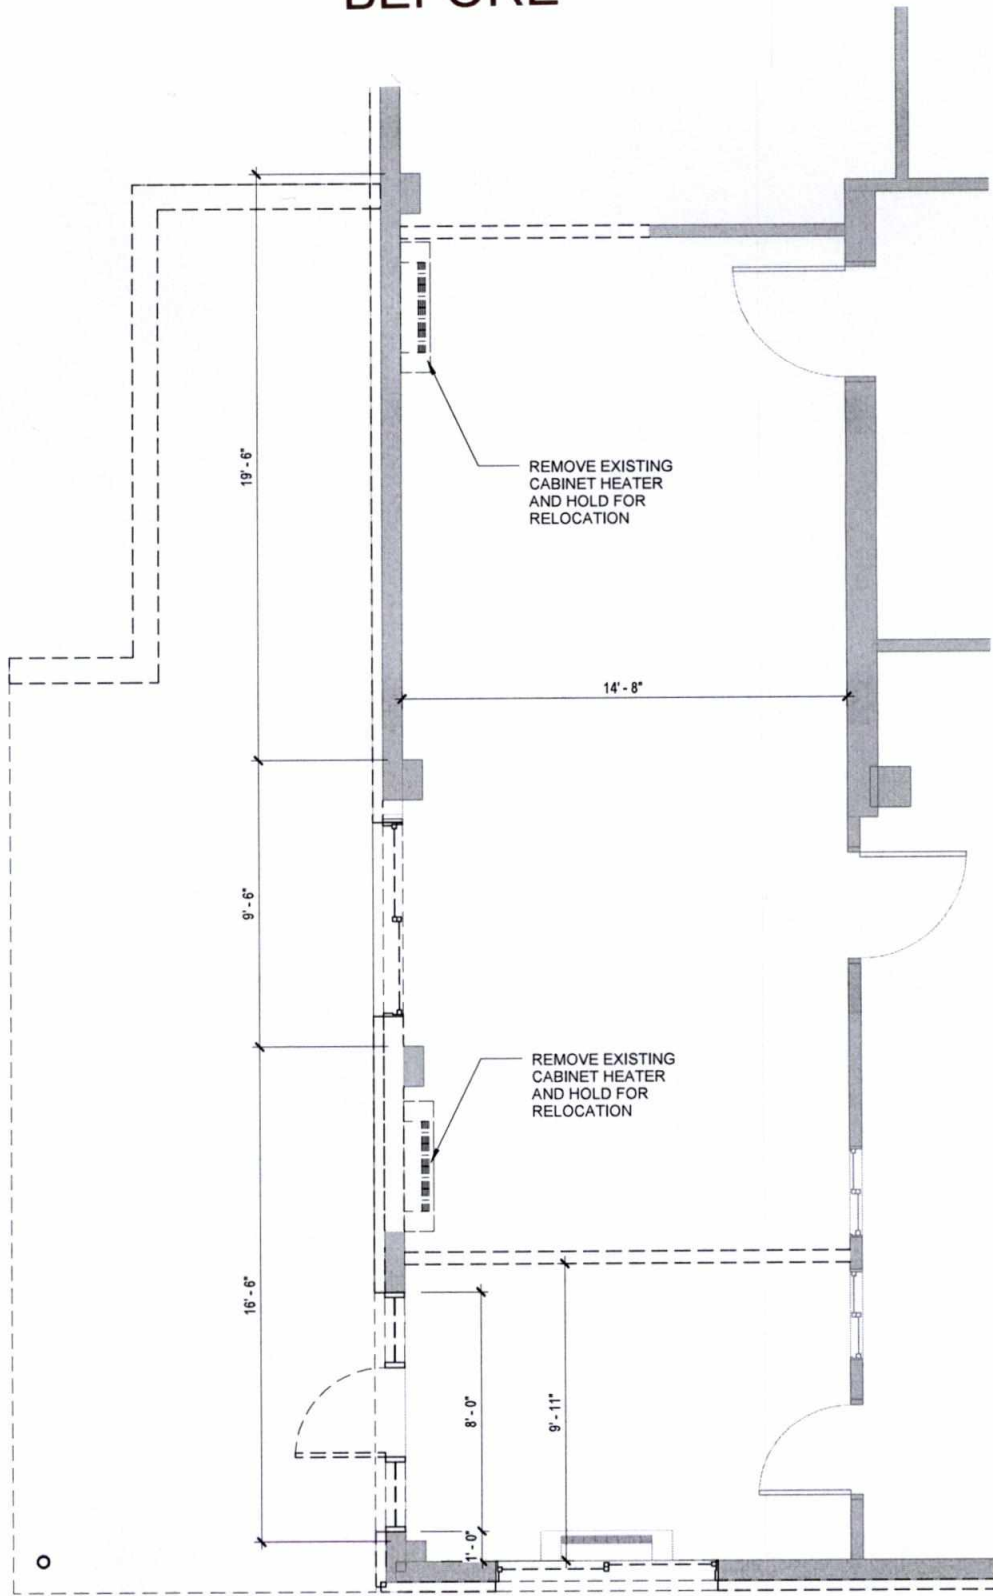 BEFORE
19' - 6"
REMOVE EXISTING
CABINET HEATER
AND HOLD FOR
RELOCATION
14' - 8"
9' - 6"
REMOVE EXISTING
CABINET HEATER
AND HOLD FOR
RELOCATION
16' - 6"
8' - 0"
9' - 11"
1' - 0"